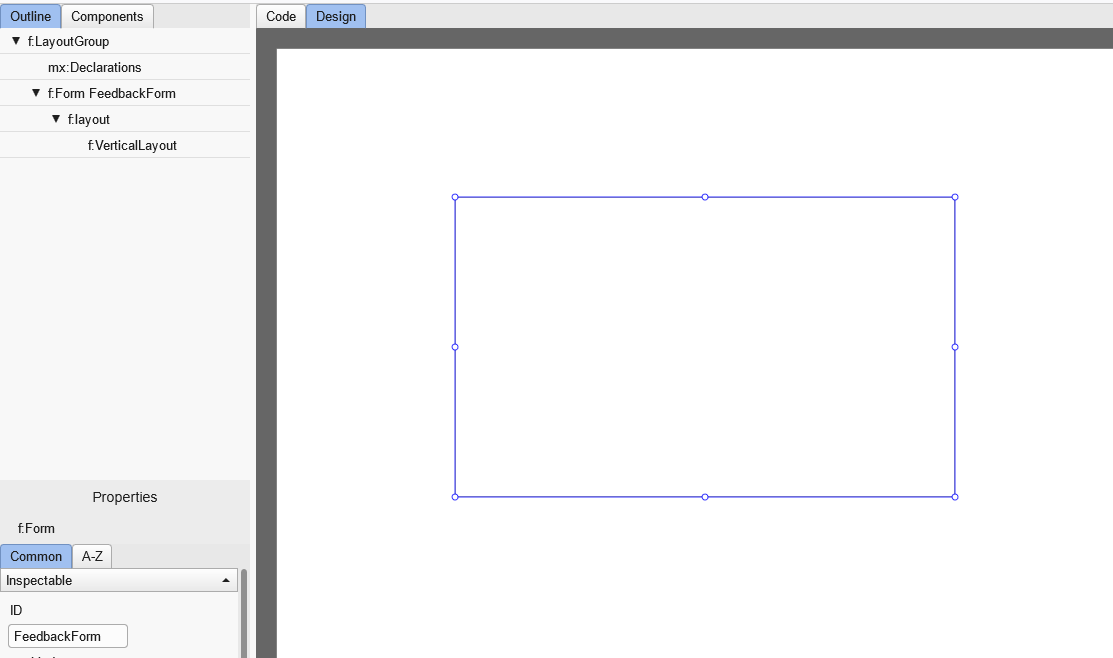 Outline Components
f:LayoutGroup
mx:Declarations
f:Form FeedbackForm
f:layout
f:VerticalLayout
Properties
f:Form
Common A-Z
Inspectable
ID
FeedbackForm
Code Design